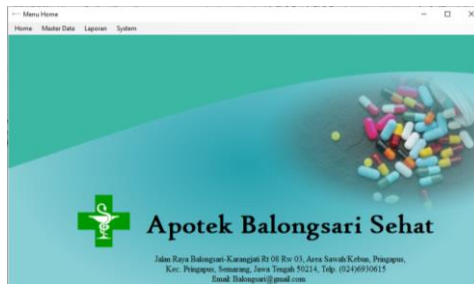 Menu Home
Home Master Data Laporan System
Apotek Balongsari Sehat
Jalan Raya Balongsari-Karangjati Rt 08 Rw 03, Area Sawah/Kebun, Pringapus,
Kec. Pringapus, Semarang, Jawa Tengah 50214, Telp. (024)6930615
Email: Balongsari@gmail.com